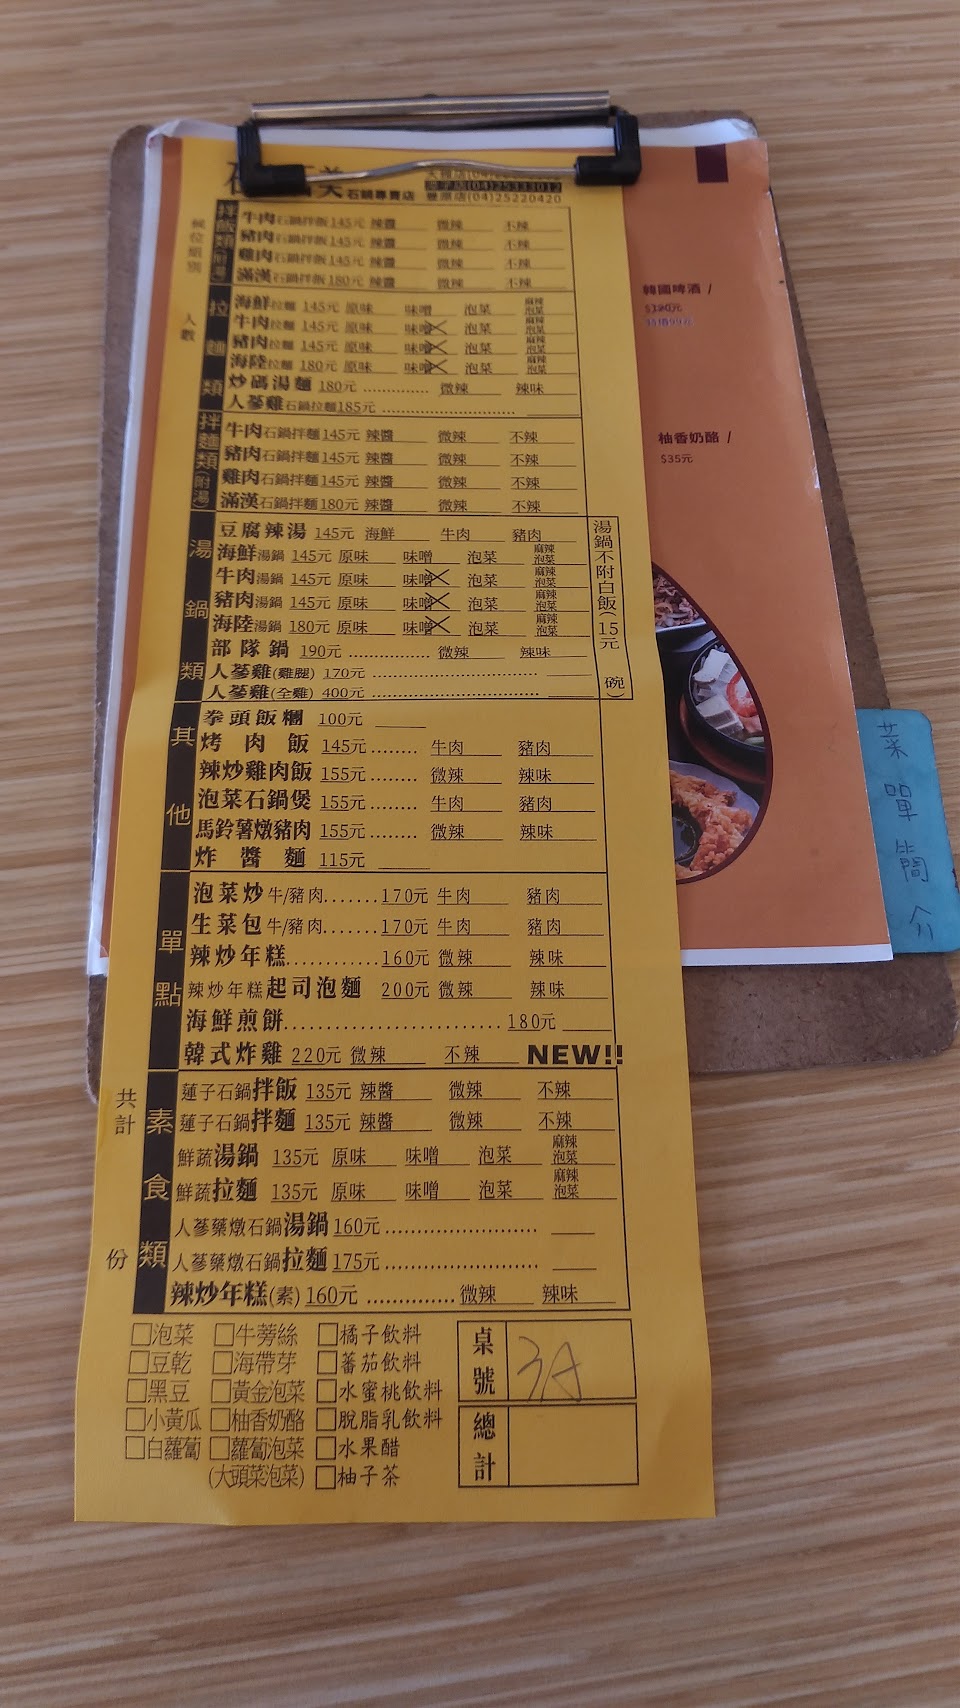 美 石鍋專賣店
潭子店(04)25333012
豐原店(04)25220420
桌位組別
人數
拌飯類(附湯)
牛肉石鍋拌飯145元 辣醬 微辣 不辣
豬肉石鍋拌飯145元 辣醬 微辣 不辣
雞肉石鍋拌飯145元 辣醬 微辣 不辣
滿漢石鍋拌飯180元 辣醬 微辣 不辣
拉麵類
海鮮拉麵 145元 原味 味噌 泡菜 麻辣泡菜
牛肉拉麵 145元 原味 味噌 泡菜 麻辣泡菜
豬肉拉麵 145元 原味 味噌 泡菜 麻辣泡菜
海陸拉麵 180元 原味 味噌 泡菜 麻辣泡菜
炒碼湯麵 180元 ............ 微辣 辣味
人蔘雞石鍋拉麵185元 ........................
拌麵類(附湯)
牛肉石鍋拌麵145元 辣醬 微辣 不辣
豬肉石鍋拌麵145元 辣醬 微辣 不辣
雞肉石鍋拌麵145元 辣醬 微辣 不辣
滿漢石鍋拌麵180元 辣醬 微辣 不辣
湯鍋類
豆腐辣湯 145元 海鮮 牛肉 豬肉
海鮮湯鍋 145元 原味 味噌 泡菜 麻辣泡菜
牛肉湯鍋 145元 原味 味噌 泡菜 麻辣泡菜
豬肉湯鍋 145元 原味 味噌 泡菜 麻辣泡菜
海陸湯鍋 180元 原味 味噌 泡菜 麻辣泡菜
部隊鍋 190元 ............... 微辣 辣味
人蔘雞(雞腿) 170元 ..............................
人蔘雞(全雞) 400元 ..............................
湯鍋不附白飯(15元 碗)
其他
拳頭飯糰 100元
烤肉飯 145元........ 牛肉 豬肉
辣炒雞肉飯 155元........ 微辣 辣味
泡菜石鍋煲 155元........ 牛肉 豬肉
馬鈴薯燉豬肉 155元........ 微辣 辣味
炸醬麵 115元
單點
泡菜炒 牛/豬肉.......170元 牛肉 豬肉
生菜包 牛/豬肉.......170元 牛肉 豬肉
辣炒年糕............160元 微辣 辣味
辣炒年糕起司泡麵 200元 微辣 辣味
海鮮煎餅..........................180元
韓式炸雞 220元 微辣 不辣 NEW!!
素食類
蓮子石鍋拌飯 135元 辣醬 微辣 不辣
蓮子石鍋拌麵 135元 辣醬 微辣 不辣
鮮蔬湯鍋 135元 原味 味噌 泡菜 麻辣泡菜
鮮蔬拉麵 135元 原味 味噌 泡菜 麻辣泡菜
人蔘藥燉石鍋湯鍋160元........................
人蔘藥燉石鍋拉麵175元........................
辣炒年糕(素) 160元 .............. 微辣 辣味
共計
份
□泡菜 □牛蒡絲 □橘子飲料
□豆乾 □海帶芽 □蕃茄飲料
□黑豆 □黃金泡菜 □水蜜桃飲料
□小黃瓜 □柚香奶酪 □脫脂乳飲料
□白蘿蔔 □蘿蔔泡菜 □水果醋
(大頭菜泡菜) □柚子茶
桌號 3A
總計
韓國啤酒 /
$120元
特價99元
柚香奶酪 /
$35元
菜單簡介